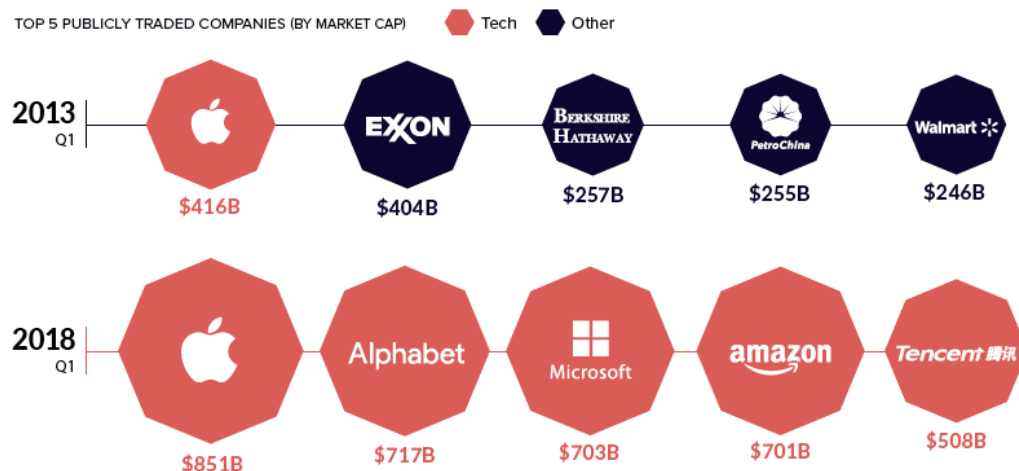 TOP 5 PUBLICLY TRADED COMPANIES (BY MARKET CAP) Tech Other
2013
Q1
EXXON
BERKSHIRE
HATHAWAY
PetroChina
Walmart
$416B
$404B
$257B
$255B
$246B
2018
Q1
Alphabet
Microsoft
amazon
Tencent 腾讯
$851B
$717B
$703B
$701B
$508B